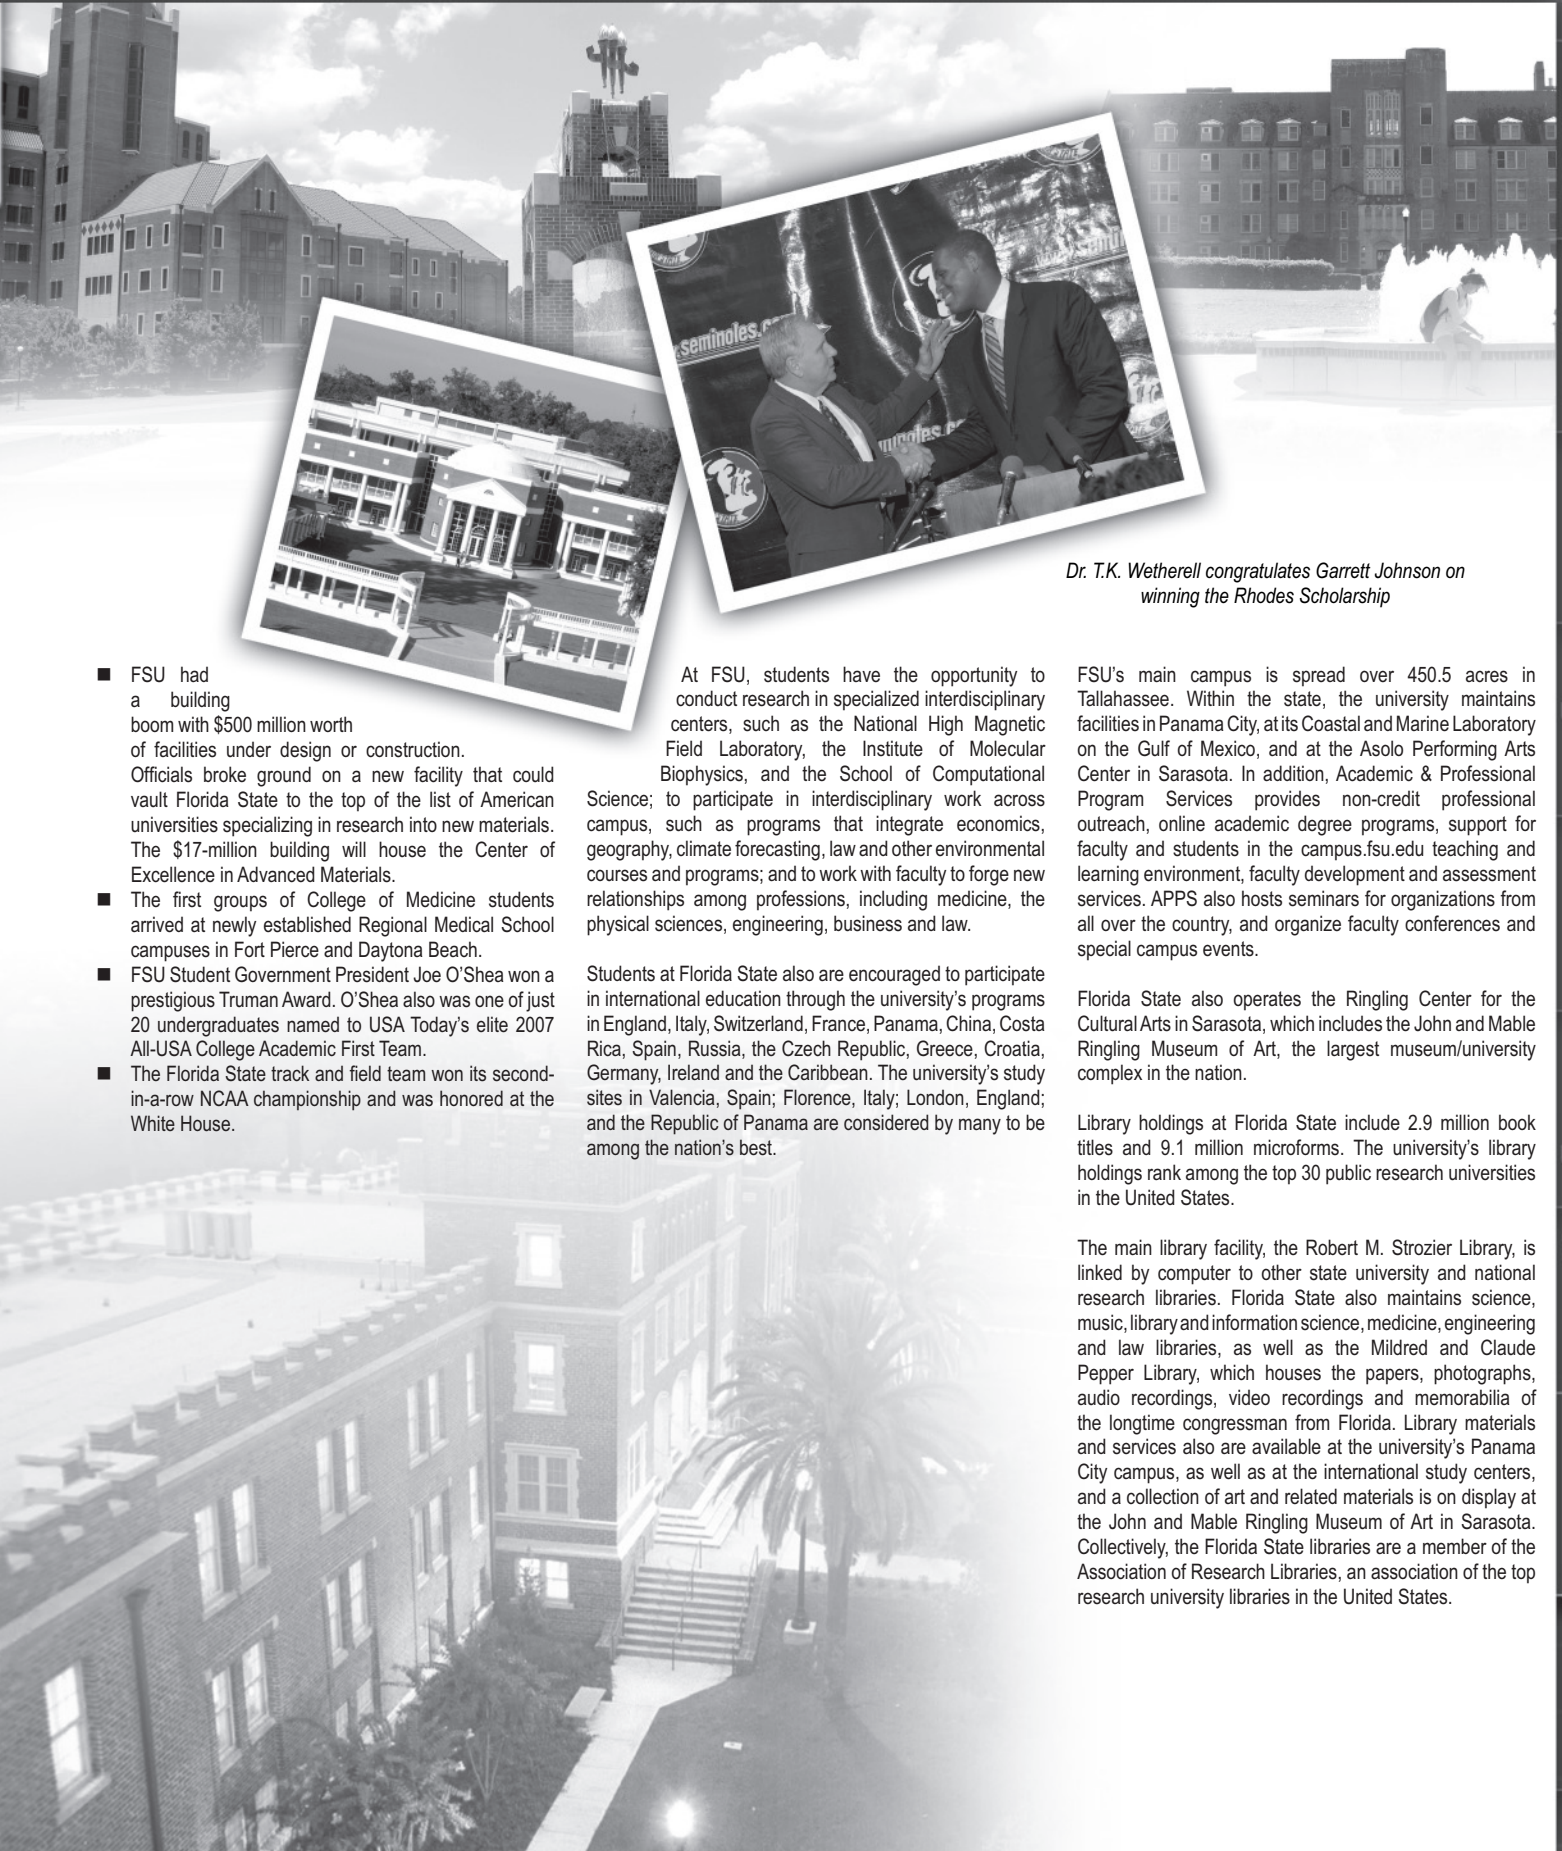 seminoles.c
Dr. T.K. Wetherell congratulates Garrett Johnson on
winning the Rhodes Scholarship
■ FSU had
a building
boom with $500 million worth
of facilities under design or construction.
Officials broke ground on a new facility that could
vault Florida State to the top of the list of American
universities specializing in research into new materials.
The $17-million building will house the Center of
Excellence in Advanced Materials.
■ The first groups of College of Medicine students
arrived at newly established Regional Medical School
campuses in Fort Pierce and Daytona Beach.
■ FSU Student Government President Joe O’Shea won a
prestigious Truman Award. O’Shea also was one of just
20 undergraduates named to USA Today’s elite 2007
All-USA College Academic First Team.
■ The Florida State track and field team won its second-
in-a-row NCAA championship and was honored at the
White House.
At FSU, students have the opportunity to
conduct research in specialized interdisciplinary
centers, such as the National High Magnetic
Field Laboratory, the Institute of Molecular
Biophysics, and the School of Computational
Science; to participate in interdisciplinary work across
campus, such as programs that integrate economics,
geography, climate forecasting, law and other environmental
courses and programs; and to work with faculty to forge new
relationships among professions, including medicine, the
physical sciences, engineering, business and law.
Students at Florida State also are encouraged to participate
in international education through the university’s programs
in England, Italy, Switzerland, France, Panama, China, Costa
Rica, Spain, Russia, the Czech Republic, Greece, Croatia,
Germany, Ireland and the Caribbean. The university’s study
sites in Valencia, Spain; Florence, Italy; London, England;
and the Republic of Panama are considered by many to be
among the nation’s best.
FSU’s main campus is spread over 450.5 acres in
Tallahassee. Within the state, the university maintains
facilities in Panama City, at its Coastal and Marine Laboratory
on the Gulf of Mexico, and at the Asolo Performing Arts
Center in Sarasota. In addition, Academic & Professional
Program Services provides non-credit professional
outreach, online academic degree programs, support for
faculty and students in the campus.fsu.edu teaching and
learning environment, faculty development and assessment
services. APPS also hosts seminars for organizations from
all over the country, and organize faculty conferences and
special campus events.
Florida State also operates the Ringling Center for the
Cultural Arts in Sarasota, which includes the John and Mable
Ringling Museum of Art, the largest museum/university
complex in the nation.
Library holdings at Florida State include 2.9 million book
titles and 9.1 million microforms. The university’s library
holdings rank among the top 30 public research universities
in the United States.
The main library facility, the Robert M. Strozier Library, is
linked by computer to other state university and national
research libraries. Florida State also maintains science,
music, library and information science, medicine, engineering
and law libraries, as well as the Mildred and Claude
Pepper Library, which houses the papers, photographs,
audio recordings, video recordings and memorabilia of
the longtime congressman from Florida. Library materials
and services also are available at the university’s Panama
City campus, as well as at the international study centers,
and a collection of art and related materials is on display at
the John and Mable Ringling Museum of Art in Sarasota.
Collectively, the Florida State libraries are a member of the
Association of Research Libraries, an association of the top
research university libraries in the United States.